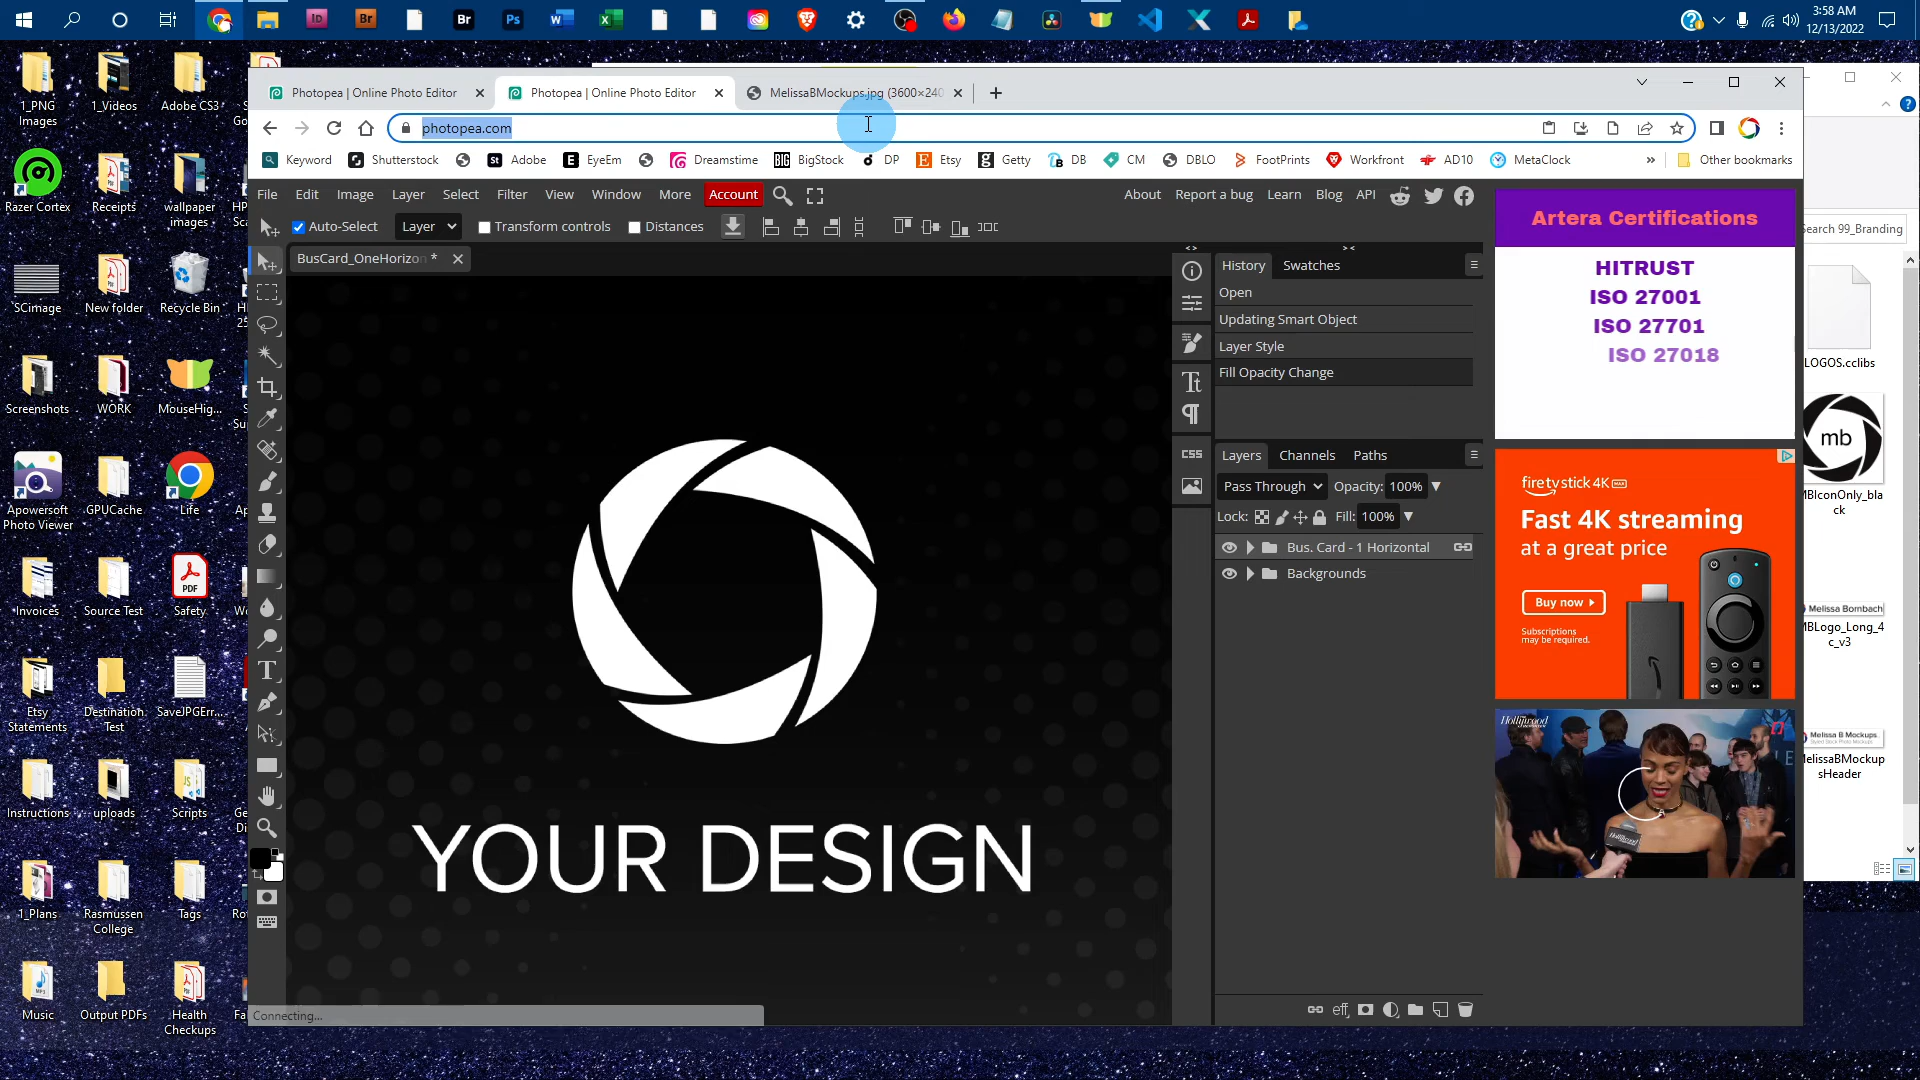 3:58 AM
12/13/2022
1_PNG Images
1_Videos
Adobe CS3
Razer Cortex
Receipts
wallpaper images
SCimage
New folder
Recycle Bin
Screenshots
WORK
MouseHig...
Apowersoft Photo Viewer
GPUCache
Life
Invoices
Source Test
Safety
Etsy Statements
Destination Test
SaveJPGErr...
Instructions
uploads
Scripts
1_Plans
Rasmussen College
Tags
Music
Output PDFs
Health Checkups
Photopea | Online Photo Editor
Photopea | Online Photo Editor
MelissaBMockups.jpg (3600×240
photopea.com
Keyword Shutterstock Adobe EyeEm Dreamstime BigStock DP Etsy Getty DB CM DBLO FootPrints Workfront AD10 MetaClock » Other bookmarks
File Edit Image Layer Select Filter View Window More Account
About Report a bug Learn Blog API
Auto-Select Layer Transform controls Distances
BusCard_OneHorizon *
YOUR DESIGN
Connecting...
History Swatches
Open
Updating Smart Object
Layer Style
Fill Opacity Change
CSS
Layers Channels Paths
Pass Through Opacity: 100%
Lock: Fill: 100%
Bus. Card - 1 Horizontal
Backgrounds
eff
Artera Certifications
HITRUST
ISO 27001
ISO 27701
ISO 27018
firetv stick 4K MAX
Fast 4K streaming
at a great price
Buy now
Subscriptions
may be required.
Hollywood
Search 99_Branding
LOGOS.cclibs
mb
MBIconOnly_black
Melissa Bornbach
MBLogo_Long_4c_v3
Melissa B Mockups
MelissaBMockupsHeader